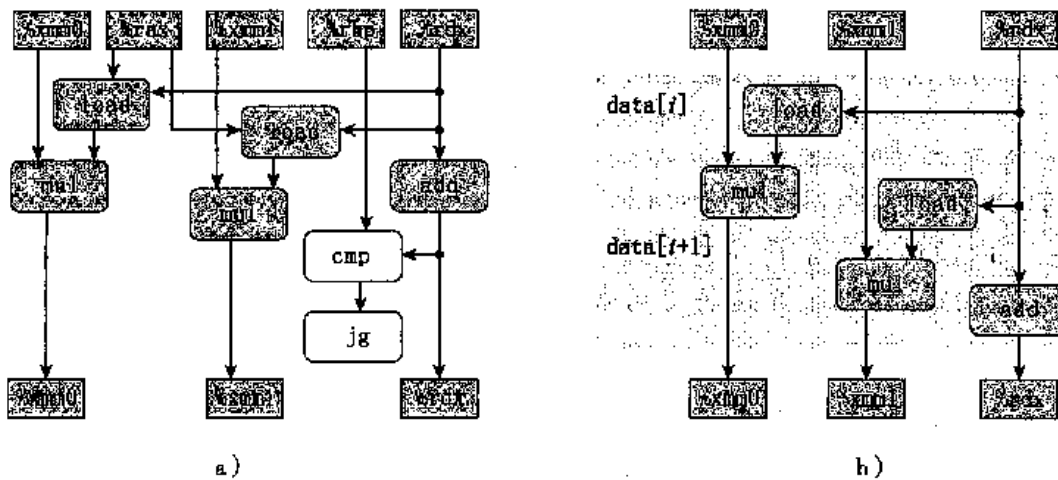 %xmm0 %rax %xmm1 %rbp %rdx
load
load
mul
add
mul
cmp
jg
%xmm0 %xmm1 %rdx
a)
%xmm0 %xmm1 %rdx
data[i]
load
mul
load
data[i+1]
mul
add
%xmm0 %xmm1 %rdx
b)